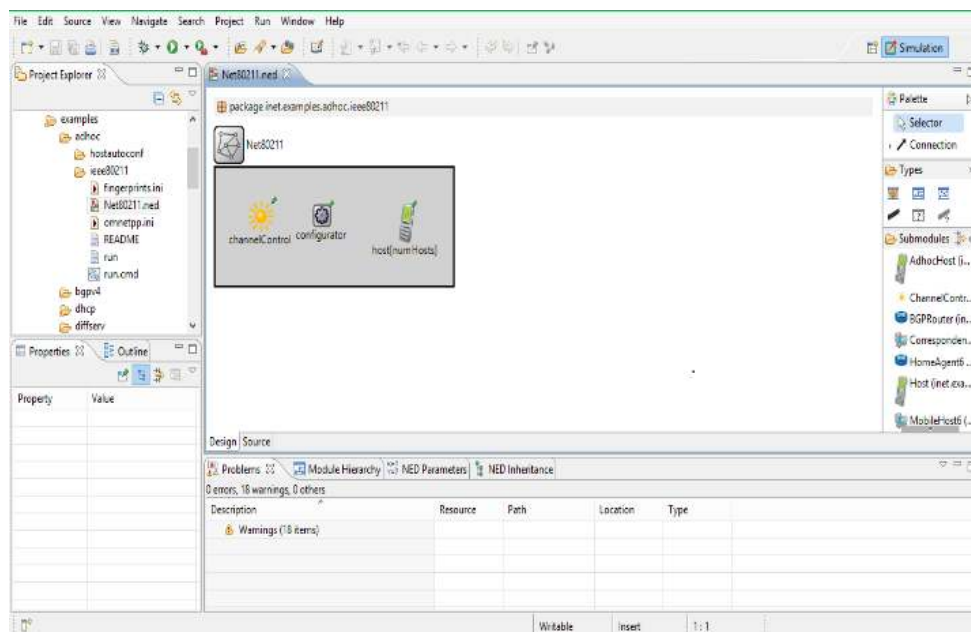 File Edit Source View Navigate Search Project Run Window Help
Simulation
Project Explorer
Net80211.ned
examples
adhoc
hostautoconf
ieee80211
fingerprints.ini
Net80211.ned
omnetpp.ini
README
run
run.cmd
bgpv4
dhcp
diffserv
package inet.examples.adhoc.ieee80211
Net80211
channelControl
configurator
host[numHosts]
Palette
Selector
Connection
Types
Submodules
AdhocHost (i...
ChannelContr...
BGPRouter (in...
Corresponden...
HomeAgent6 ...
Host (inet.exa...
MobileHost6 (...
Properties Outline
Property Value
Design Source
Problems Module Hierarchy NED Parameters NED Inheritance
0 errors, 18 warnings, 0 others
Description Resource Path Location Type
Warnings (18 items)
Writable Insert 1:1